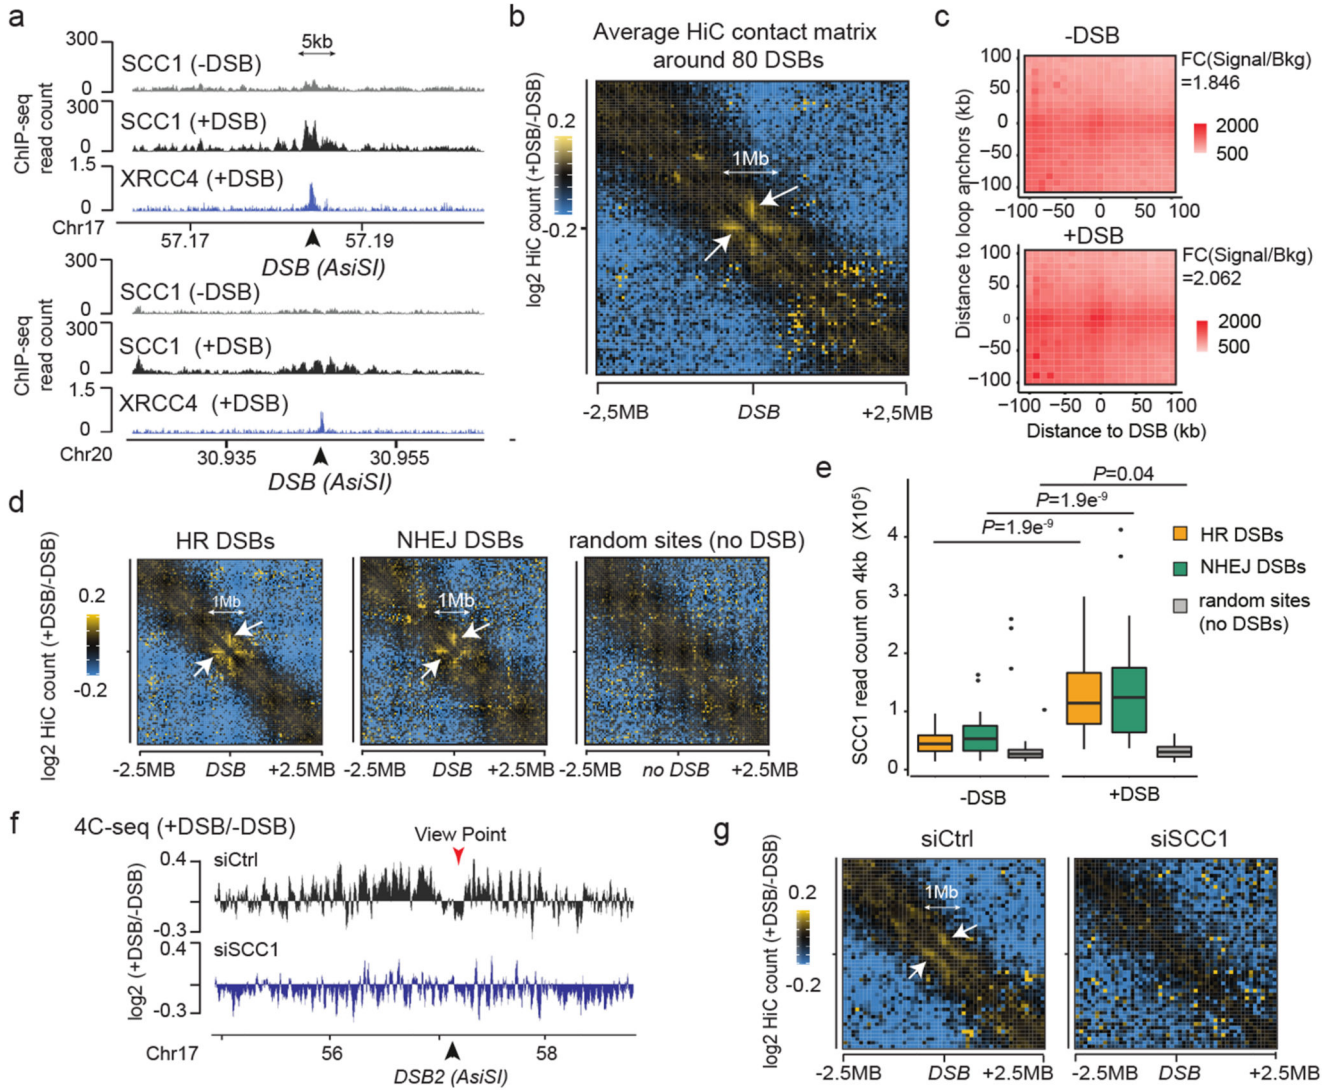 a
300
0
SCC1 (-DSB)
5kb
300
0
SCC1 (+DSB)
ChIP-seq
read count
1.5
0
XRCC4 (+DSB)
Chr17
57.17
57.19
DSB (AsiSI)
300
0
SCC1 (-DSB)
300
0
SCC1 (+DSB)
ChIP-seq
read count
1.5
0
XRCC4 (+DSB)
Chr20
30.935
30.955
DSB (AsiSI)
b
Average HiC contact matrix
around 80 DSBs
log2 HiC count (+DSB/-DSB)
0.2
-0.2
1Mb
-2,5MB
DSB
+2,5MB
c
-DSB
100
50
0
−50
−100
-100
-50
0
50
100
FC(Signal/Bkg)
=1.846
2000
500
+DSB
100
50
0
−50
−100
−100
-50
0
50
100
FC(Signal/Bkg)
=2.062
2000
500
Distance to loop anchors (kb)
Distance to DSB (kb)
d
log2 HiC count (+DSB/-DSB)
0.2
-0.2
HR DSBs
1Mb
-2.5MB
DSB
+2.5MB
NHEJ DSBs
1Mb
-2.5MB
DSB
+2.5MB
random sites (no DSB)
-2.5MB
no DSB
+2.5MB
e
SCC1 read count on 4kb (X10⁵)
4
3
2
1
0
P=0.04
P=1.9e⁻⁹
P=1.9e⁻⁹
HR DSBs
NHEJ DSBs
random sites
(no DSBs)
-DSB
+DSB
f
4C-seq (+DSB/-DSB)
View Point
log2 (+DSB/-DSB)
0.4
-0.3
siCtrl
0.4
-0.3
siSCC1
Chr17
56
58
DSB2 (AsiSI)
g
log2 HiC count (+DSB/-DSB)
0.2
-0.2
siCtrl
1Mb
-2.5MB
DSB
+2.5MB
siSCC1
-2.5MB
DSB
+2.5MB